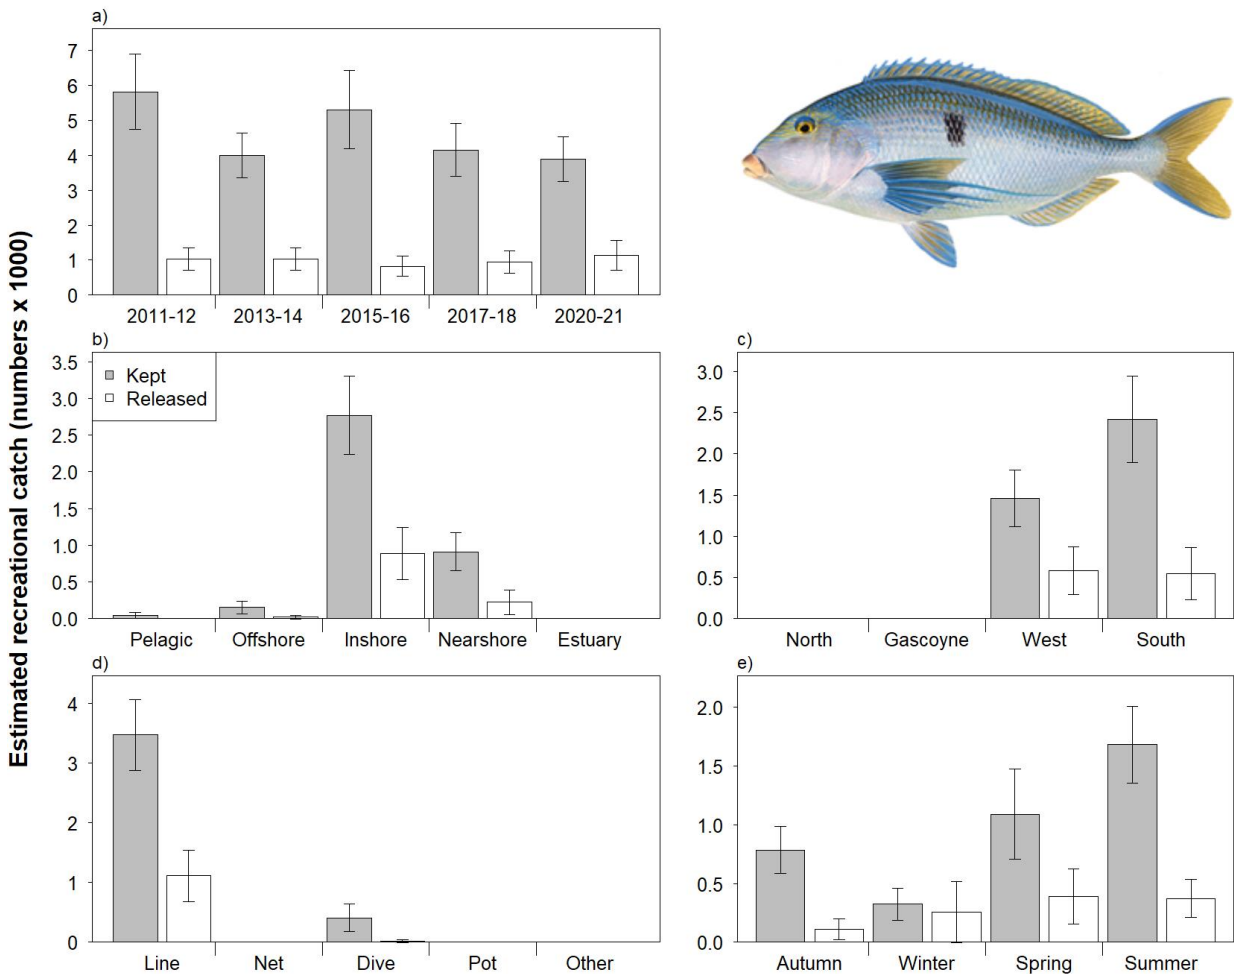 Estimated recreational catch (numbers x 1000)
a)
7
6
5
4
3
2
1
0
2011-12 2013-14 2015-16 2017-18 2020-21
b)
3.5
3.0
2.5
2.0
1.5
1.0
0.5
0.0
Kept
Released
Pelagic Offshore Inshore Nearshore Estuary
c)
3.0
2.5
2.0
1.5
1.0
0.5
0.0
North Gascoyne West South
d)
4
3
2
1
0
Line Net Dive Pot Other
e)
2.0
1.5
1.0
0.5
0.0
Autumn Winter Spring Summer